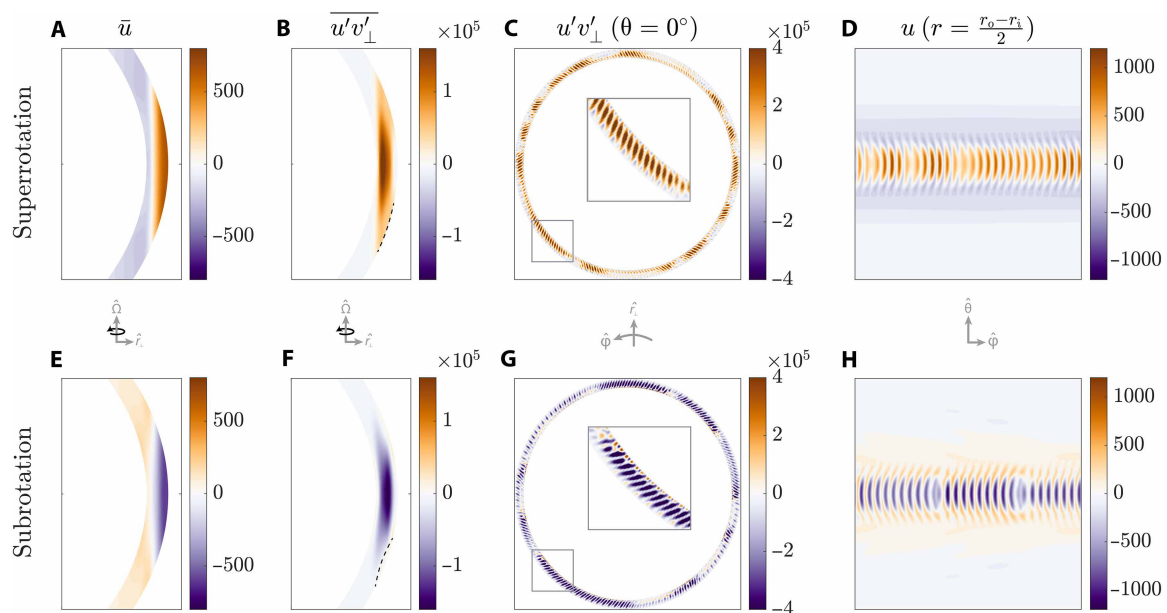 A ū B u′v′⊥ C u′v′⊥ (θ = 0°) D u (r = (rₒ−rᵢ)/2)
×10⁵ ×10⁵
Superrotation
500 0 −500
1 0 −1
4 2 0 −2 −4
1000 500 0 −500 −1000
Ω̂ r̂⊥ Ω̂ r̂⊥ r̂⊥ φ̂ θ̂ φ̂
E F G H
×10⁵ ×10⁵
Subrotation
500 0 −500
1 0 −1
4 2 0 −2 −4
1000 500 0 −500 −1000